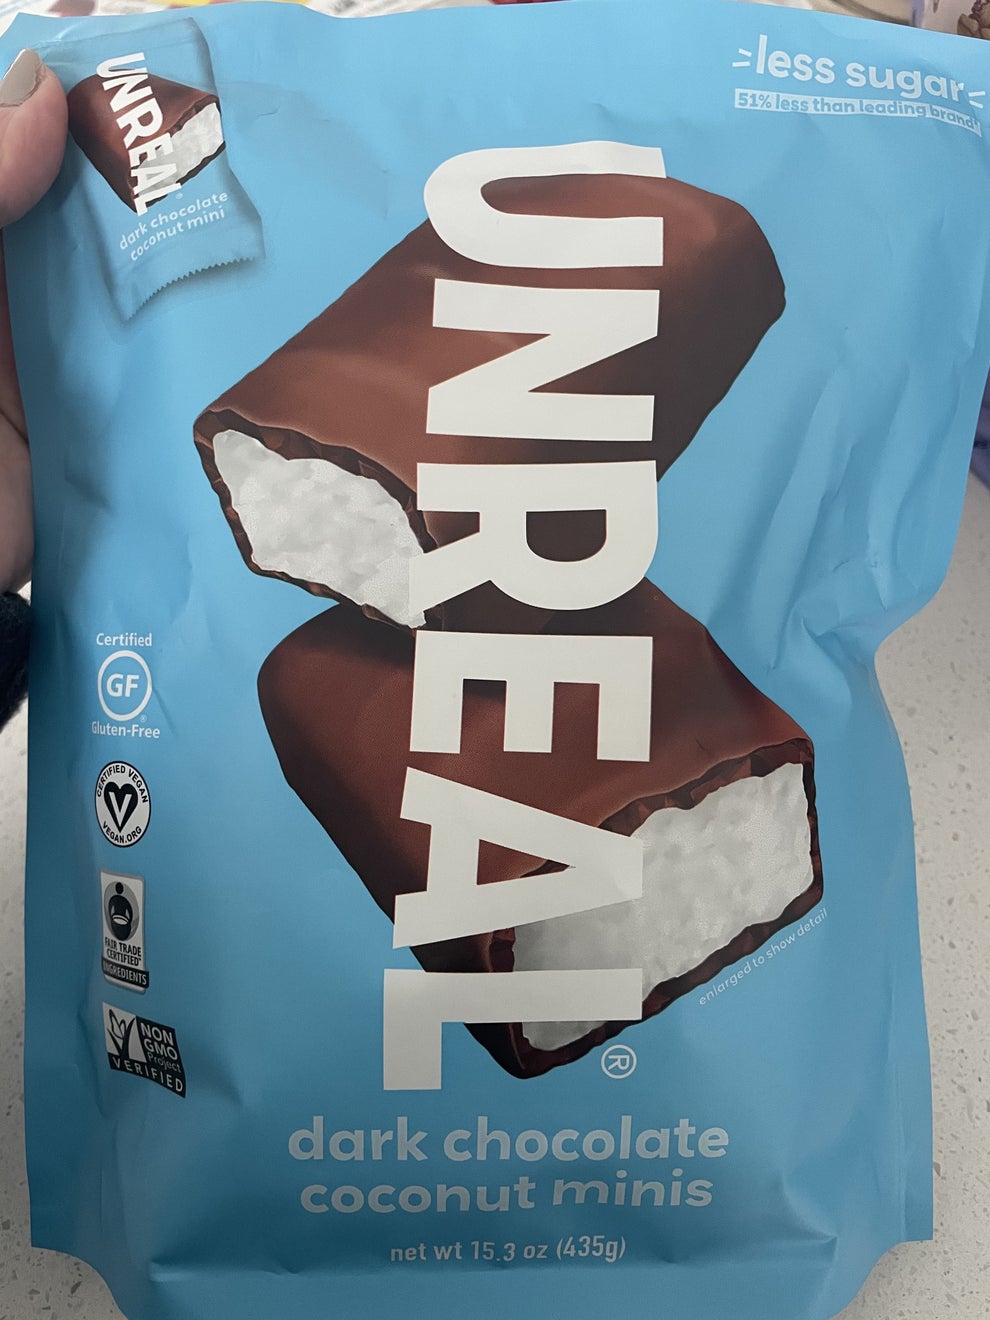 less sugar
51% less than leading brand*
UNREAL®
dark chocolate
coconut mini
UNREAL®
Certified
GF
®
Gluten-Free
CERTIFIED VEGAN
V
VEGAN.ORG
FAIR TRADE
CERTIFIED
INGREDIENTS
NON
GMO
Project
VERIFIED
enlarged to show detail
dark chocolate
coconut minis
net wt 15.3 oz (435g)